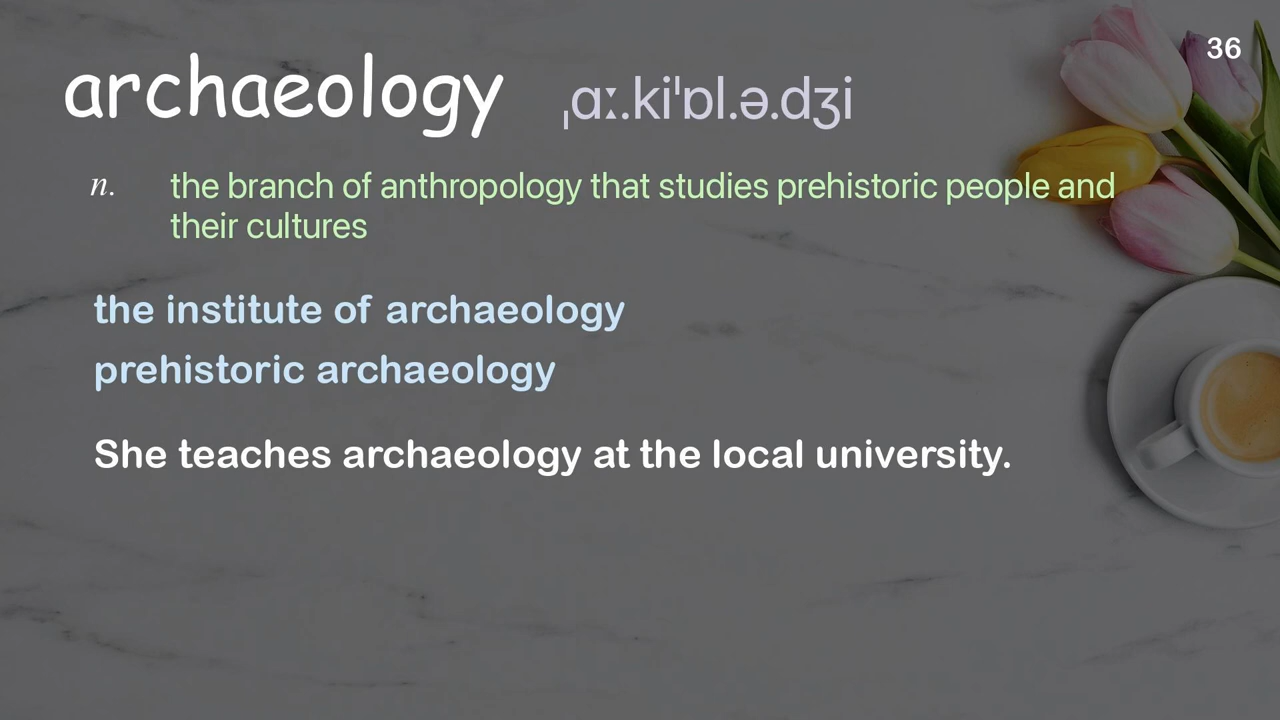 36
archaeology ˌɑː.kiˈɒl.ə.dʒi
n. the branch of anthropology that studies prehistoric people and
their cultures
the institute of archaeology
prehistoric archaeology
She teaches archaeology at the local university.